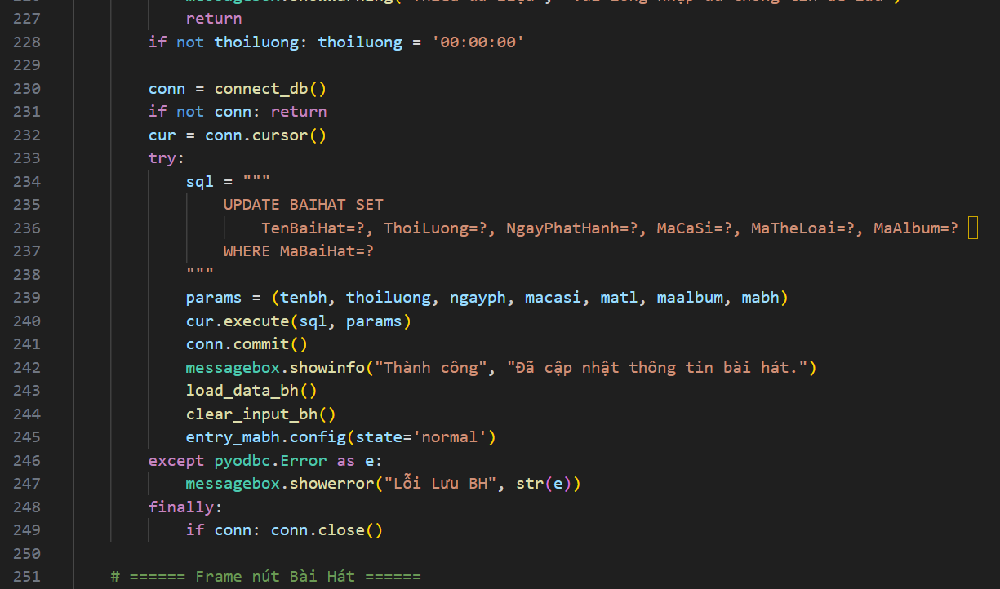 227 return
228 if not thoiluong: thoiluong = '00:00:00'
229
230 conn = connect_db()
231 if not conn: return
232 cur = conn.cursor()
233 try:
234 sql = """
235 UPDATE BAIHAT SET
236 TenBaiHat=?, ThoiLuong=?, NgayPhatHanh=?, MaCaSi=?, MaTheLoai=?, MaAlbum=?
237 WHERE MaBaiHat=?
238 """
239 params = (tenbh, thoiluong, ngayph, macasi, matl, maalbum, mabh)
240 cur.execute(sql, params)
241 conn.commit()
242 messagebox.showinfo("Thành công", "Đã cập nhật thông tin bài hát.")
243 load_data_bh()
244 clear_input_bh()
245 entry_mabh.config(state='normal')
246 except pyodbc.Error as e:
247 messagebox.showerror("Lỗi Lưu BH", str(e))
248 finally:
249 if conn: conn.close()
250
251 # ====== Frame nút Bài Hát ======